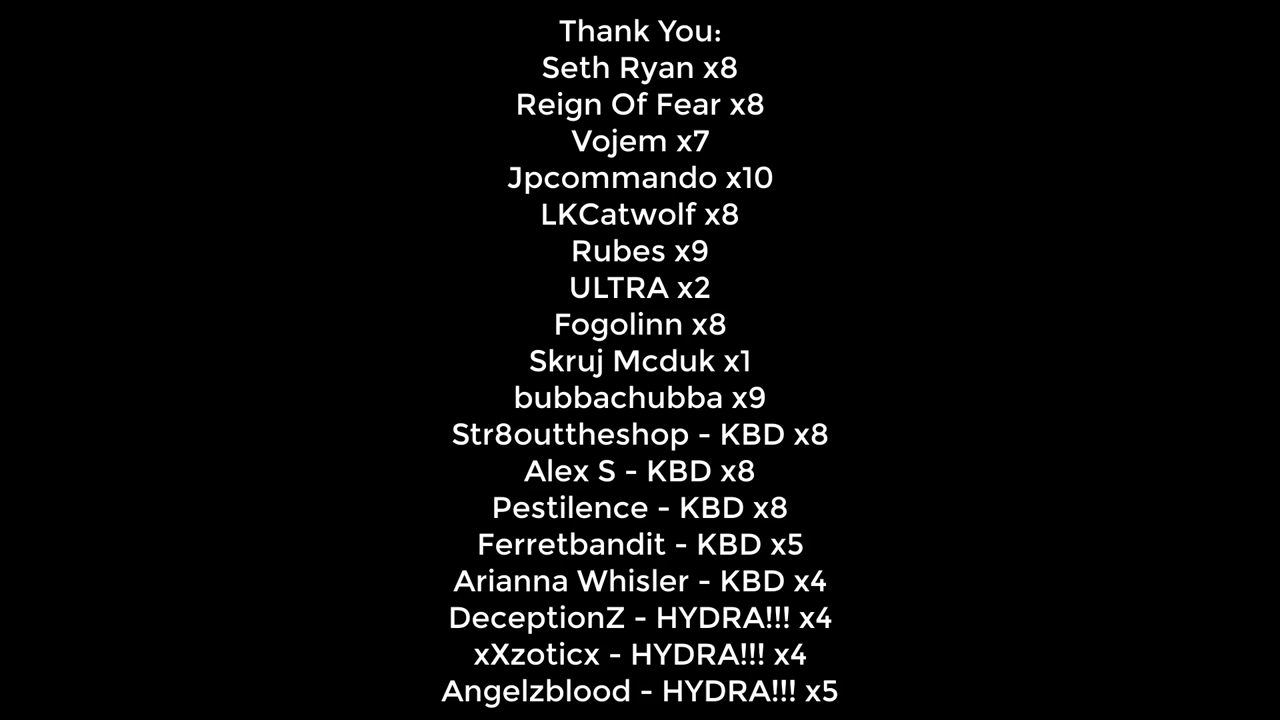 Thank You:
Seth Ryan x8
Reign Of Fear x8
Vojem x7
Jpcommando x10
LKCatwolf x8
Rubes x9
ULTRA x2
Fogolinn x8
Skruj Mcduk x1
bubbachubba x9
Str8outtheshop - KBD x8
Alex S - KBD x8
Pestilence - KBD x8
Ferretbandit - KBD x5
Arianna Whisler - KBD x4
DeceptionZ - HYDRA!!! x4
xXzoticx - HYDRA!!! x4
Angelzblood - HYDRA!!! x5